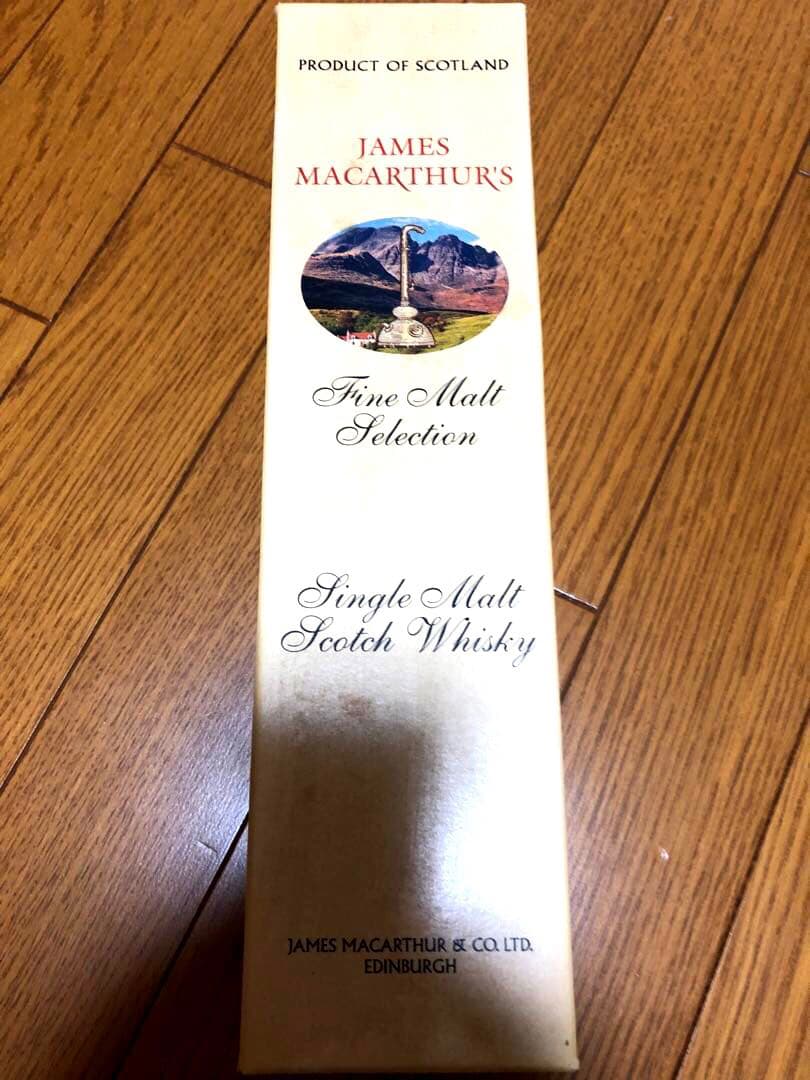 PRODUCT OF SCOTLAND
JAMES
MACARTHUR'S
Fine Malt
Selection
Single Malt
Scotch Whisky
JAMES MACARTHUR & CO. LTD.
EDINBURGH